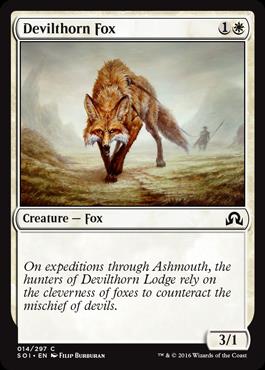 Devilthorn Fox 1
Creature — Fox
On expeditions through Ashmouth, the
hunters of Devilthorn Lodge rely on
the cleverness of foxes to counteract the
mischief of devils.
3/1
014/297 C
SOI • EN Filip Burburan
™ & © 2016 Wizards of the Coast